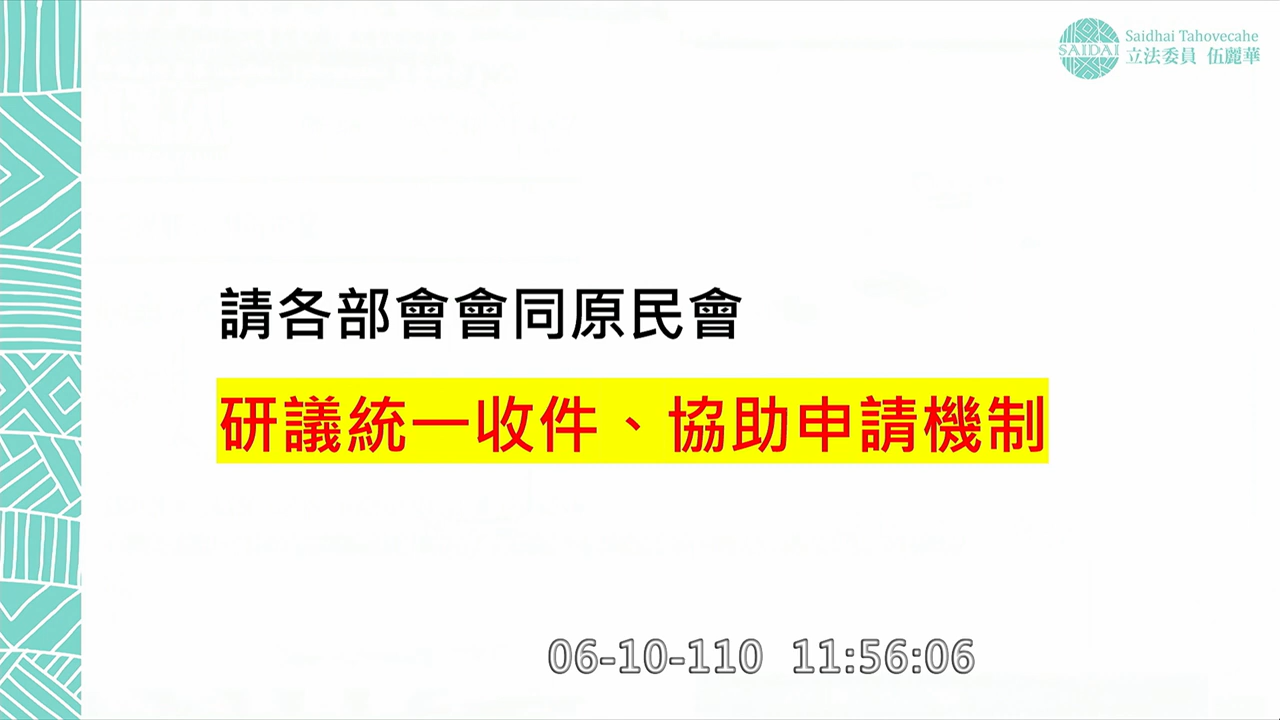 SAIDAI
Saidhai Tahovecahe
立法委員 伍麗華
請各部會會同原民會
研議統一收件、協助申請機制
06-10-110 11:56:06